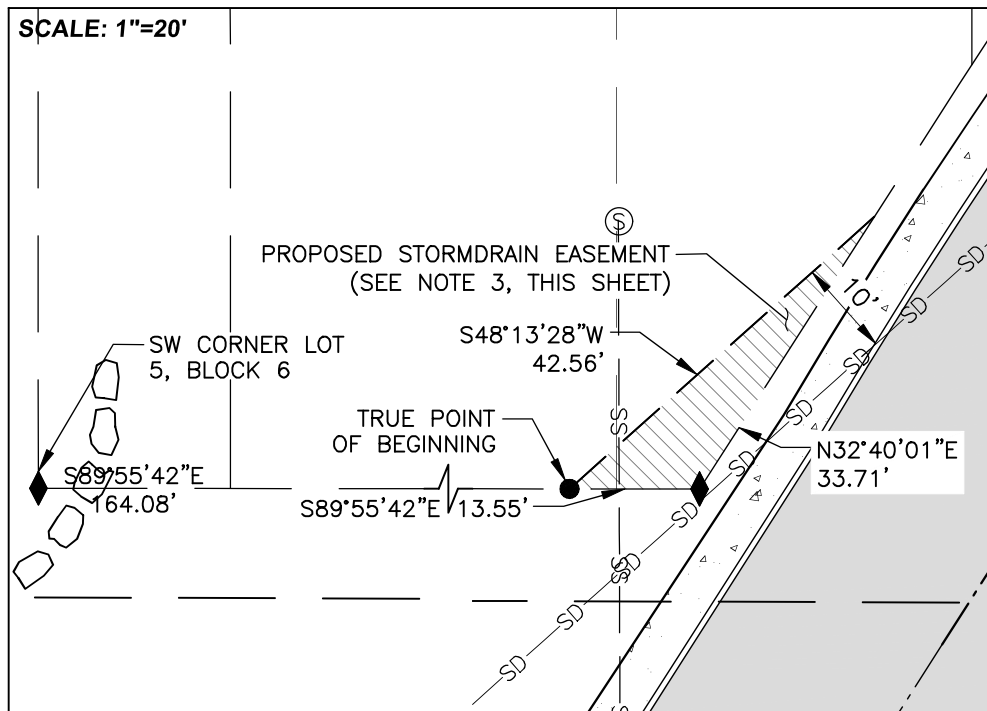 SCALE: 1"=20'
S
PROPOSED STORMDRAIN EASEMENT
(SEE NOTE 3, THIS SHEET)
SD
10'
SD
S48°13'28"W
42.56'
SW CORNER LOT
5, BLOCK 6
SD
TRUE POINT
OF BEGINNING
SS
SD
N32°40'01"E
33.71'
SD
S89°55'42"E
164.08'
S89°55'42"E
13.55'
SD
SS
SD
SD
SD
S